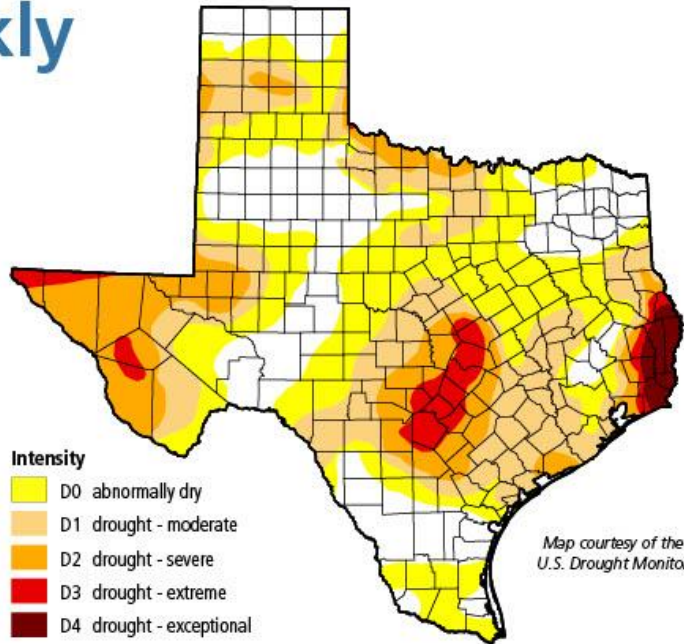 kly
Intensity
D0 abnormally dry
D1 drought - moderate
D2 drought - severe
D3 drought - extreme
D4 drought - exceptional
Map courtesy of the
U.S. Drought Monitor